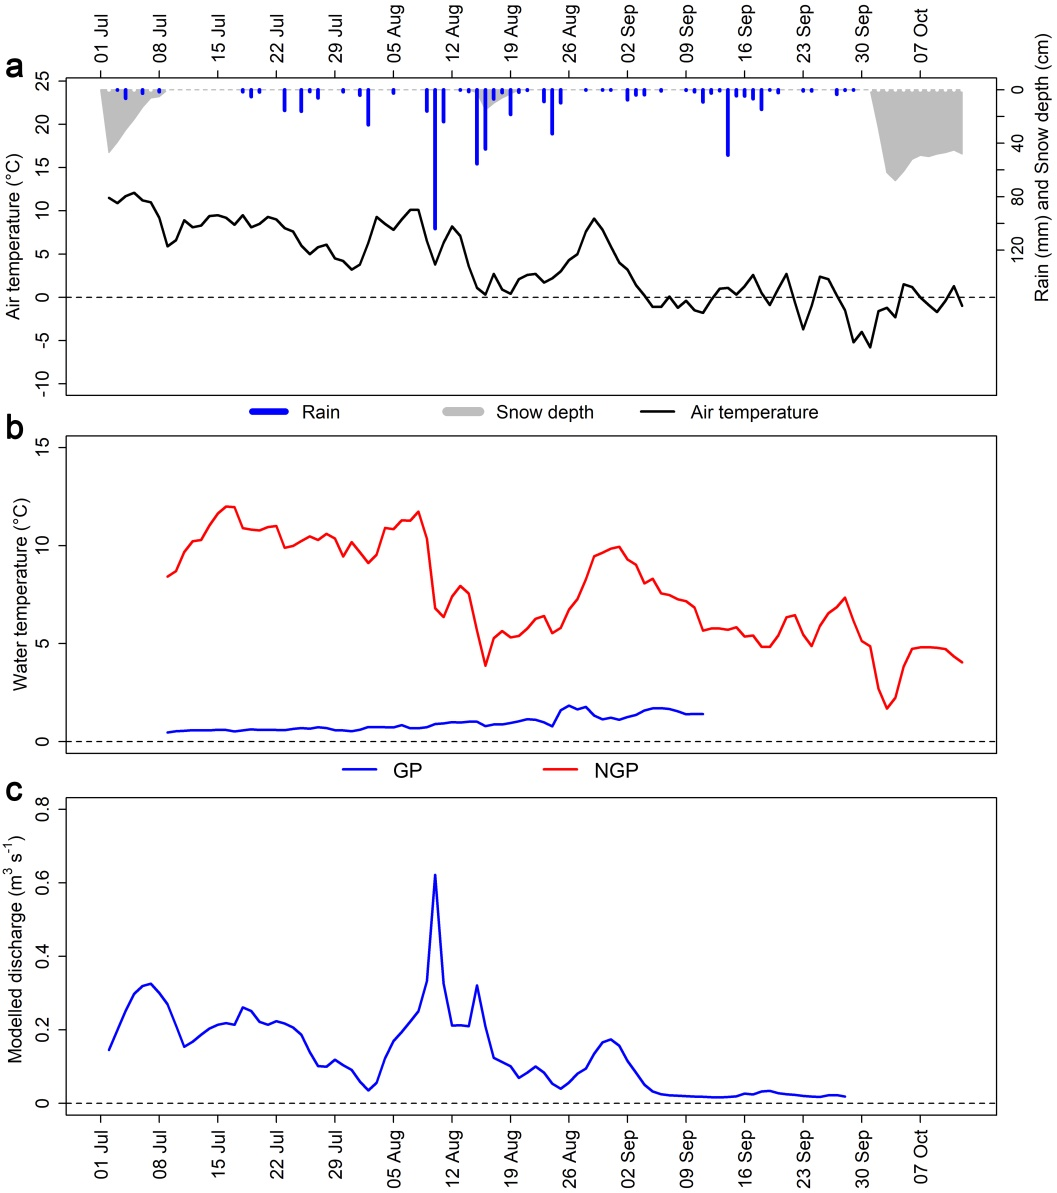 01 Jul 08 Jul 15 Jul 22 Jul 29 Jul 05 Aug 12 Aug 19 Aug 26 Aug 02 Sep 09 Sep 16 Sep 23 Sep 30 Sep 07 Oct
a
Air temperature (°C)
25
20
15
10
5
0
-5
-10
0
40
80
120
Rain (mm) and Snow depth (cm)
Rain Snow depth Air temperature
b
Water temperature (°C)
15
10
5
0
GP NGP
c
Modelled discharge (m³ s⁻¹)
0.8
0.6
0.4
0.2
0
01 Jul 08 Jul 15 Jul 22 Jul 29 Jul 05 Aug 12 Aug 19 Aug 26 Aug 02 Sep 09 Sep 16 Sep 23 Sep 30 Sep 07 Oct